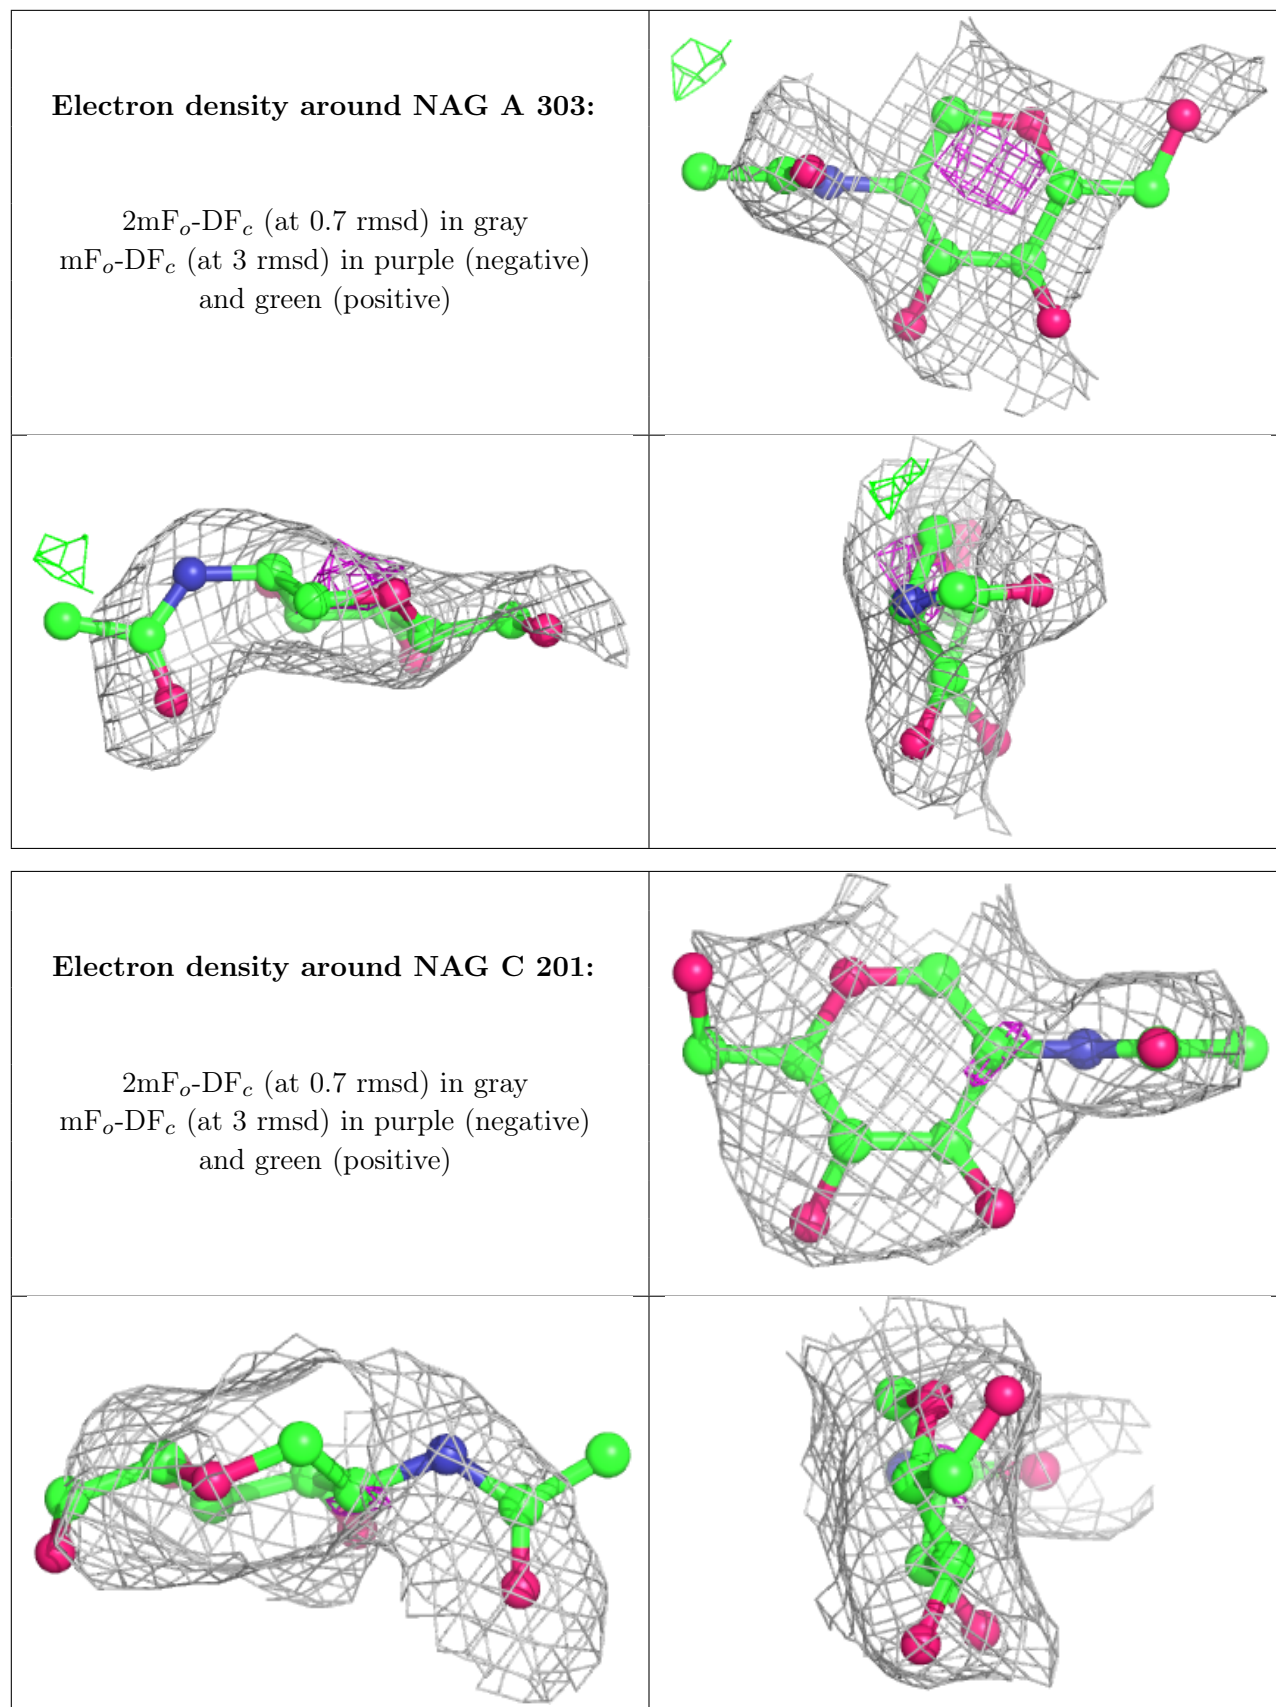 Electron density around NAG A 303:
2mFo-DFc (at 0.7 rmsd) in gray
mFo-DFc (at 3 rmsd) in purple (negative)
and green (positive)
Electron density around NAG C 201:
2mFo-DFc (at 0.7 rmsd) in gray
mFo-DFc (at 3 rmsd) in purple (negative)
and green (positive)